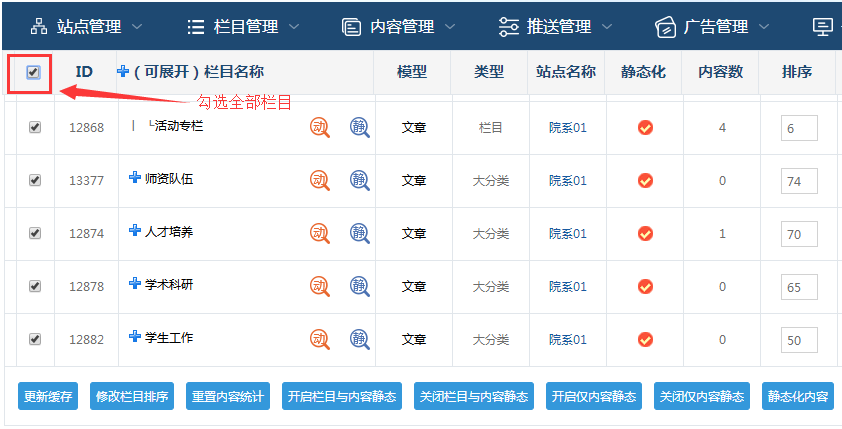 站点管理 栏目管理 内容管理 推送管理 广告管理
ID (可展开)栏目名称 模型 类型 站点名称 静态化 内容数 排序
勾选全部栏目
12868 | └活动专栏 动 静 文章 栏目 院系01 4 6
13377 师资队伍 动 静 文章 大分类 院系01 0 74
12874 人才培养 动 静 文章 大分类 院系01 1 70
12878 学术科研 动 静 文章 大分类 院系01 0 65
12882 学生工作 动 静 文章 大分类 院系01 0 50
更新缓存 修改栏目排序 重置内容统计 开启栏目与内容静态 关闭栏目与内容静态 开启仅内容静态 关闭仅内容静态 静态化内容